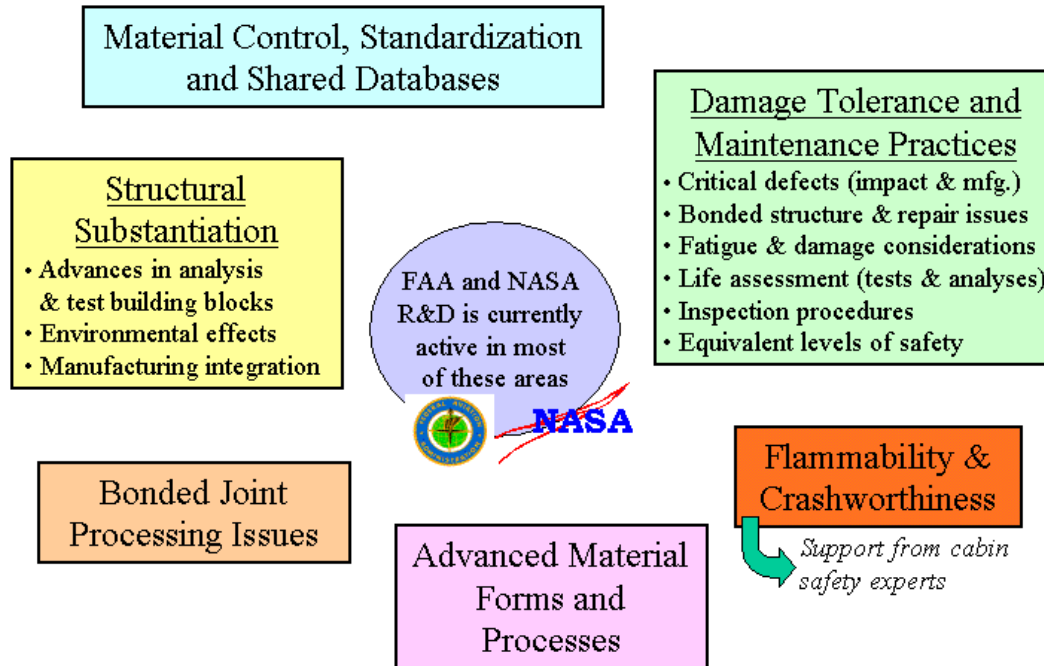 Material Control, Standardization
and Shared Databases
Damage Tolerance and
Maintenance Practices
• Critical defects (impact & mfg.)
• Bonded structure & repair issues
• Fatigue & damage considerations
• Life assessment (tests & analyses)
• Inspection procedures
• Equivalent levels of safety
Structural
Substantiation
• Advances in analysis
& test building blocks
• Environmental effects
• Manufacturing integration
FAA and NASA
R&D is currently
active in most
of these areas
FEDERAL AVIATION
ADMINISTRATION
NASA
Flammability &
Crashworthiness
Support from cabin
safety experts
Bonded Joint
Processing Issues
Advanced Material
Forms and
Processes